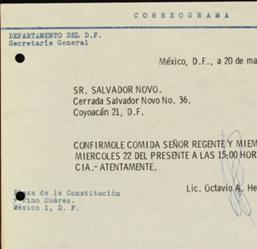 CORREOGRAMA
DEPARTAMENTO DEL D.F.
Secretaría General
México, D.F., a 20 de ma
SR. SALVADOR NOVO.
Cerrada Salvador Novo No. 36.
Coyoacán 21, D.F.
CONFIRMOLE COMIDA SEÑOR REGENTE Y MIEM
MIERCOLES 22 DEL PRESENTE A LAS 15:00 HOR
CIA.- ATENTAMENTE.
Lic. Octavio A. He
Plaza de la Constitución
y Pino Suárez.
México 1, D. F.